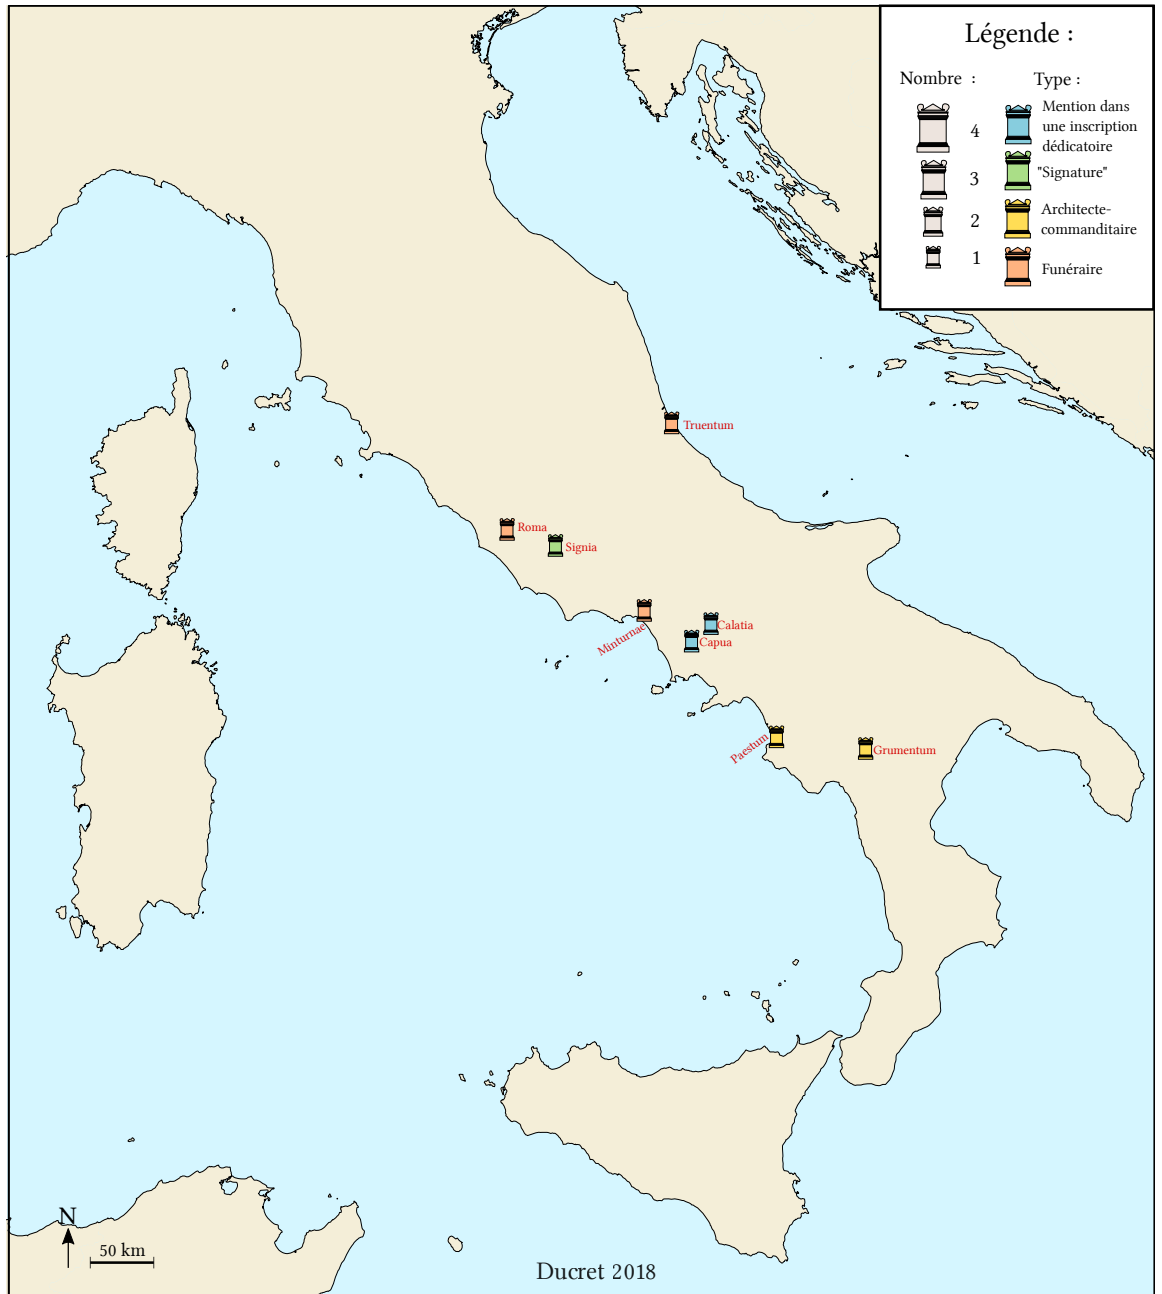 Légende :
Nombre :
Type :
4
3
2
1
Mention dans
une inscription
dédicatoire
"Signature"
Architecte-
commanditaire
Funéraire
Truentum
Roma
Signia
Minturnae
Calatia
Capua
Paestum
Grumentum
N
50 km
Ducret 2018